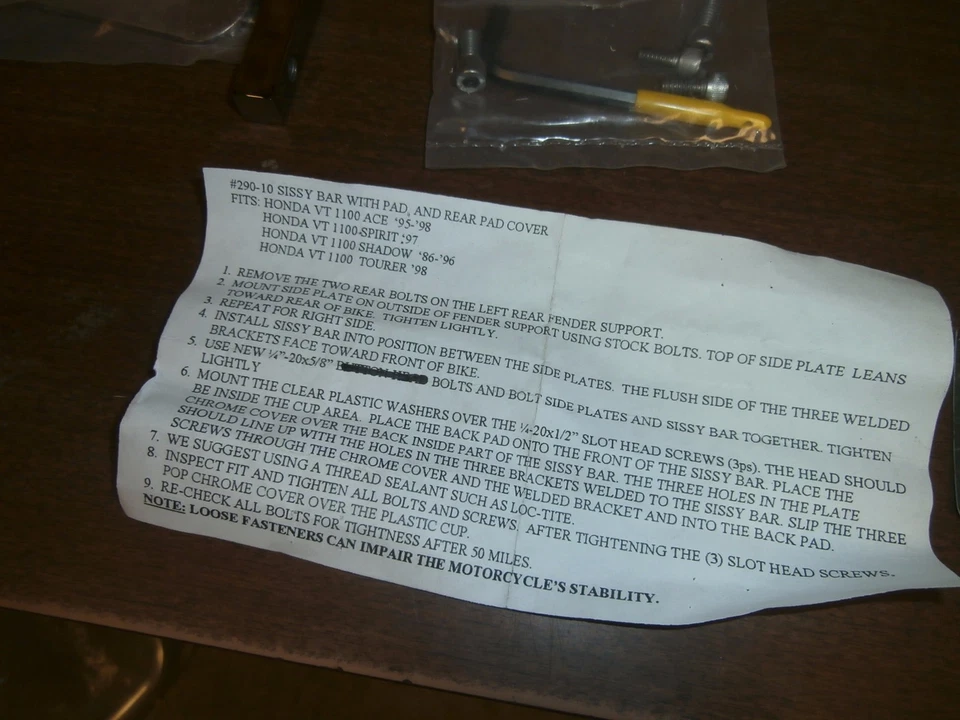 #290-10 SISSY BAR WITH PAD, AND REAR PAD COVER
FITS: HONDA VT 1100 ACE '95-'98
HONDA VT 1100 SPIRIT '97
HONDA VT 1100 SHADOW '86-'96
HONDA VT 1100 TOURER '98
1. REMOVE THE TWO REAR BOLTS ON THE LEFT REAR FENDER SUPPORT.
2. MOUNT SIDE PLATE ON OUTSIDE OF FENDER SUPPORT USING STOCK BOLTS. TOP OF SIDE PLATE LEANS
TOWARD REAR OF BIKE. TIGHTEN LIGHTLY.
3. REPEAT FOR RIGHT SIDE.
4. INSTALL SISSY BAR INTO POSITION BETWEEN THE SIDE PLATES. THE FLUSH SIDE OF THE THREE WELDED
BRACKETS FACE TOWARD FRONT OF BIKE.
5. USE NEW ¼"-20x5/8" BOLTS AND BOLT SIDE PLATES AND SISSY BAR TOGETHER. TIGHTEN
LIGHTLY
6. MOUNT THE CLEAR PLASTIC WASHERS OVER THE ¼-20x1/2" SLOT HEAD SCREWS (3ps). THE HEAD SHOULD
BE INSIDE THE CUP AREA. PLACE THE BACK PAD ONTO THE FRONT OF THE SISSY BAR. PLACE THE
CHROME COVER OVER THE BACK INSIDE PART OF THE SISSY BAR. THE THREE HOLES IN THE PLATE
SHOULD LINE UP WITH THE HOLES IN THE THREE BRACKETS WELDED TO THE SISSY BAR. SLIP THE THREE
SCREWS THROUGH THE CHROME COVER AND THE WELDED BRACKET AND INTO THE BACK PAD.
7. WE SUGGEST USING A THREAD SEALANT SUCH AS LOC-TITE.
8. INSPECT FIT AND TIGHTEN ALL BOLTS AND SCREWS. AFTER TIGHTENING THE (3) SLOT HEAD SCREWS.
POP CHROME COVER OVER THE PLASTIC CUP.
9. RE-CHECK ALL BOLTS FOR TIGHTNESS AFTER 50 MILES.
NOTE: LOOSE FASTENERS CAN IMPAIR THE MOTORCYCLE'S STABILITY.